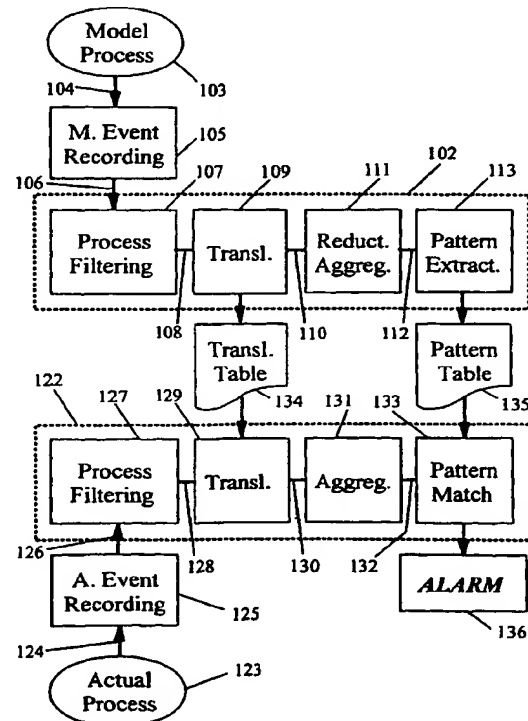 Model
Process
104
103
M. Event
Recording
105
106
107
109
111
102
113
Process
Filtering
Transl.
Reduct.
Aggreg.
Pattern
Extract.
108
110
112
Transl.
Table
Pattern
Table
134
135
122
127
129
131
133
Process
Filtering
Transl.
Aggreg.
Pattern
Match
126
128
130
132
A. Event
Recording
125
ALARM
136
124
Actual
Process
123